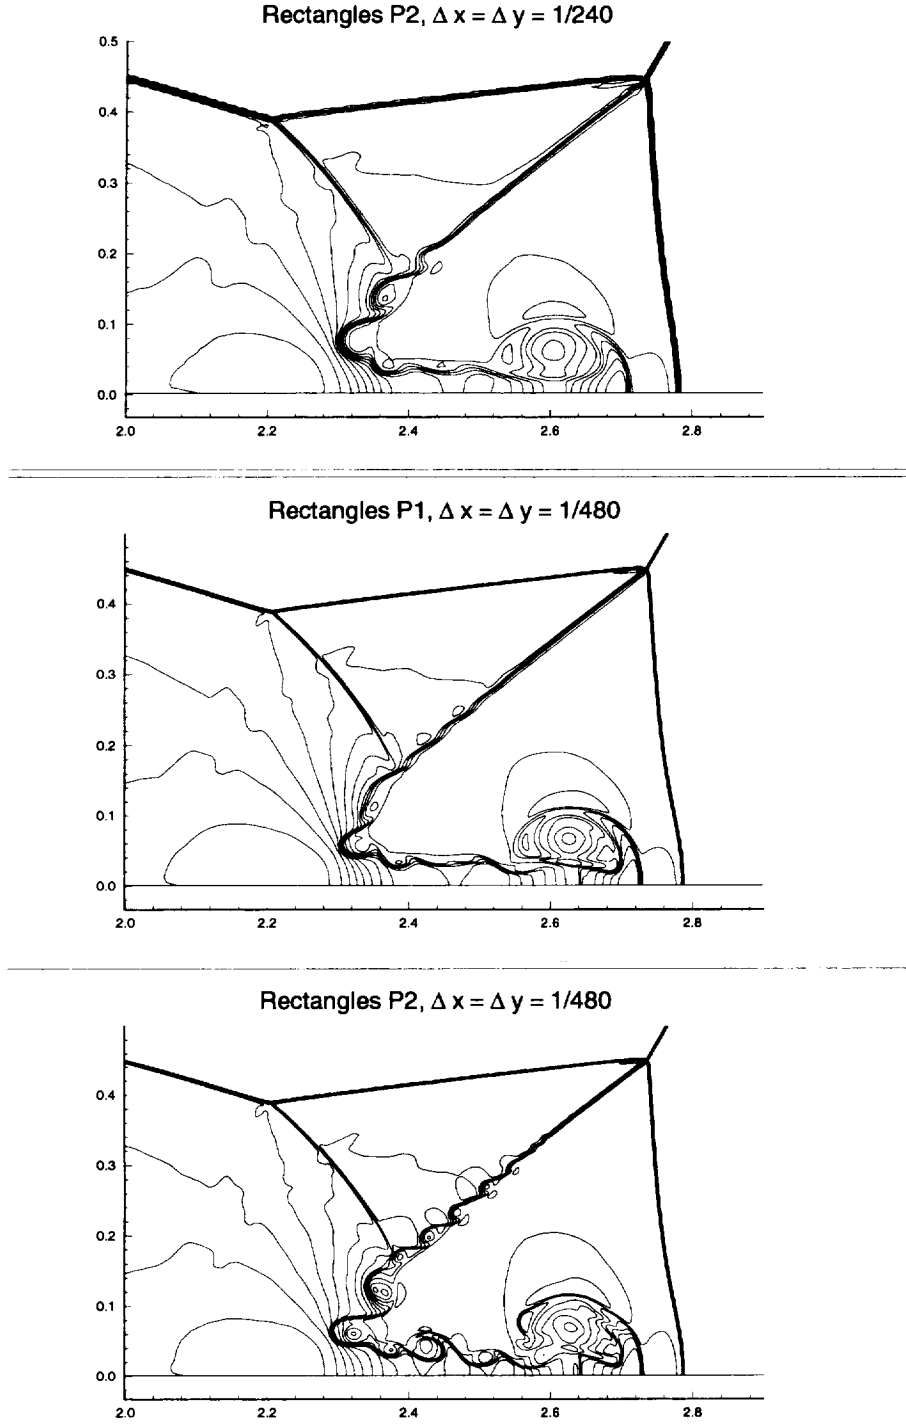 Rectangles P2, Δ x = Δ y = 1/240
0.5
0.4
0.3
0.2
0.1
0.0
2.0 2.2 2.4 2.6 2.8
Rectangles P1, Δ x = Δ y = 1/480
0.4
0.3
0.2
0.1
0.0
2.0 2.2 2.4 2.6 2.8
Rectangles P2, Δ x = Δ y = 1/480
0.4
0.3
0.2
0.1
0.0
2.0 2.2 2.4 2.6 2.8